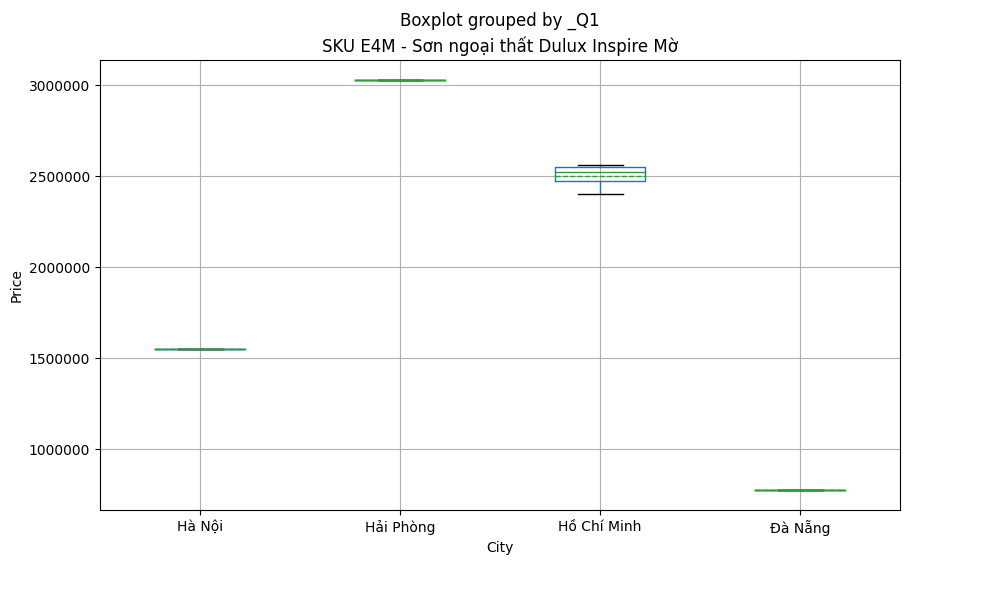 Boxplot grouped by _Q1
SKU E4M - Sơn ngoại thất Dulux Inspire Mờ
3000000
2500000
2000000
1500000
1000000
Price
Hà Nội
Hải Phòng
Hồ Chí Minh
Đà Nẵng
City